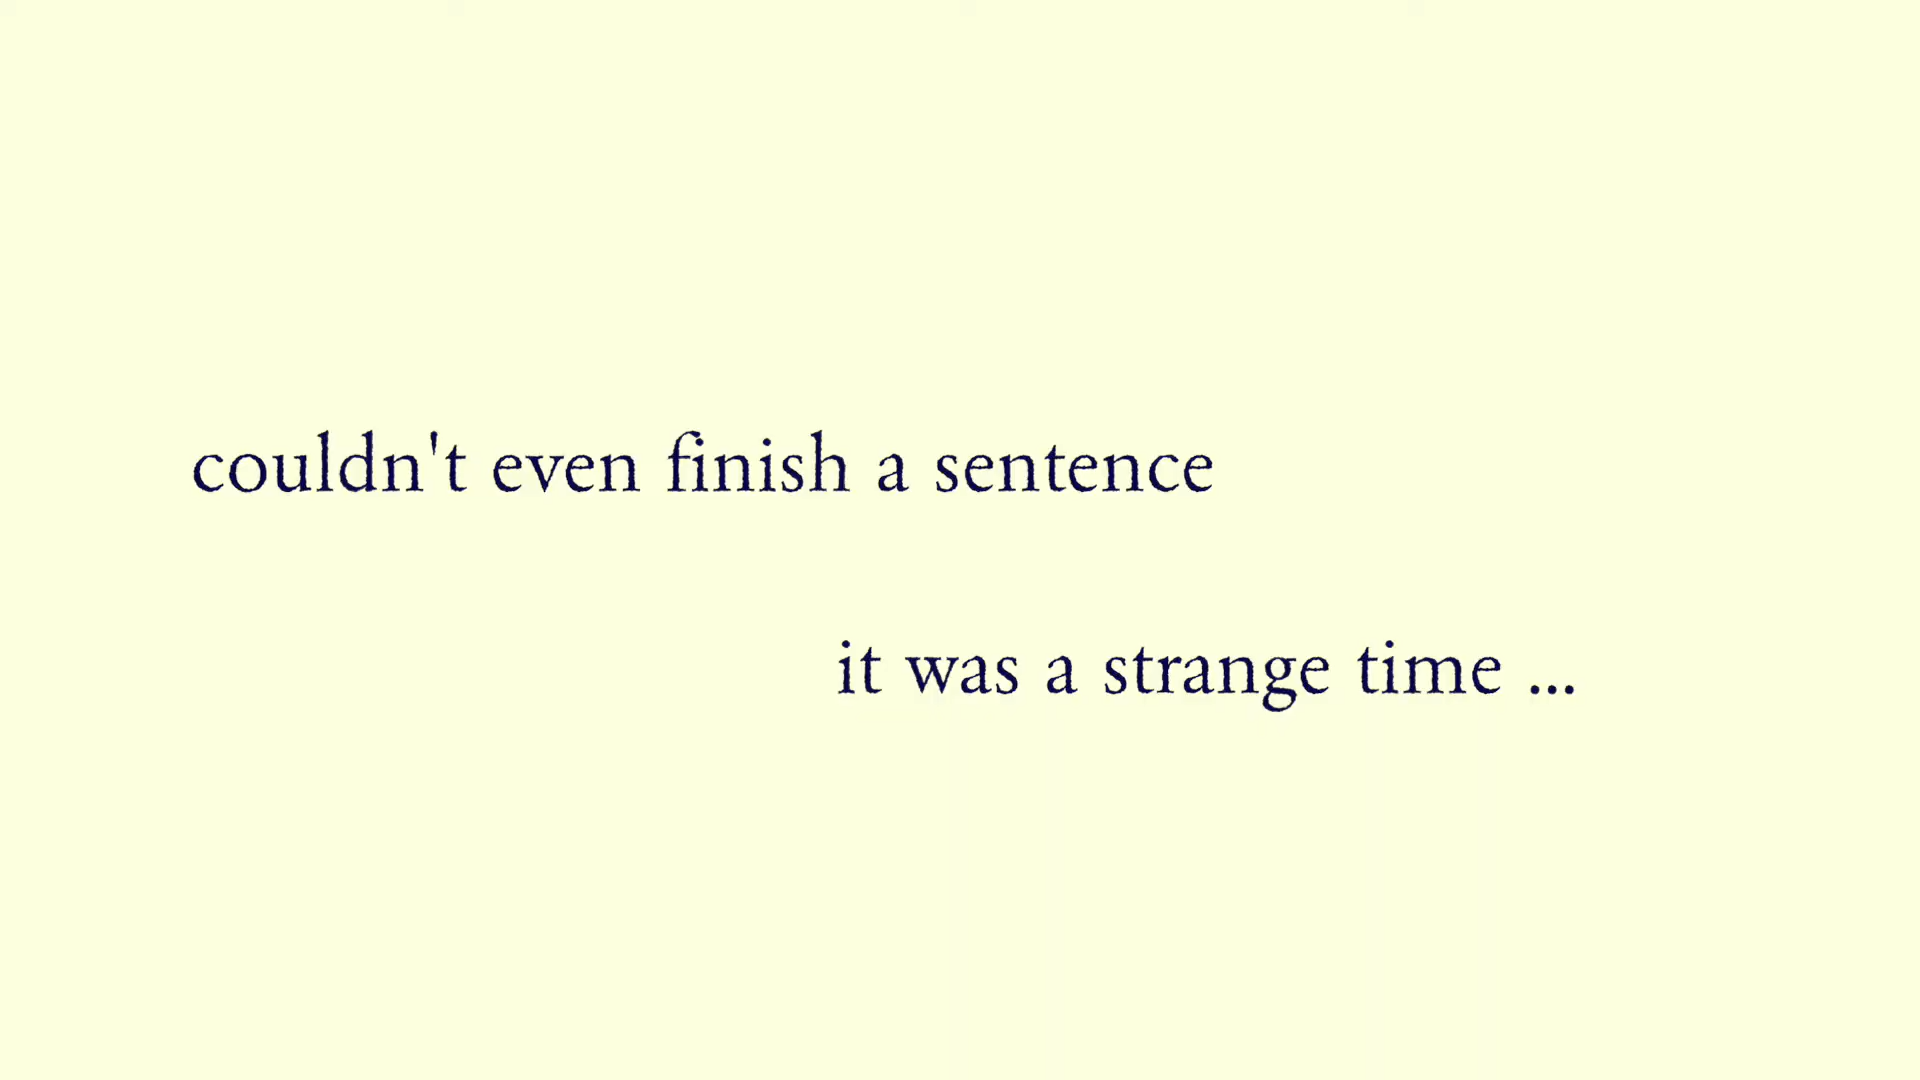 couldn't even finish a sentence
it was a strange time ...